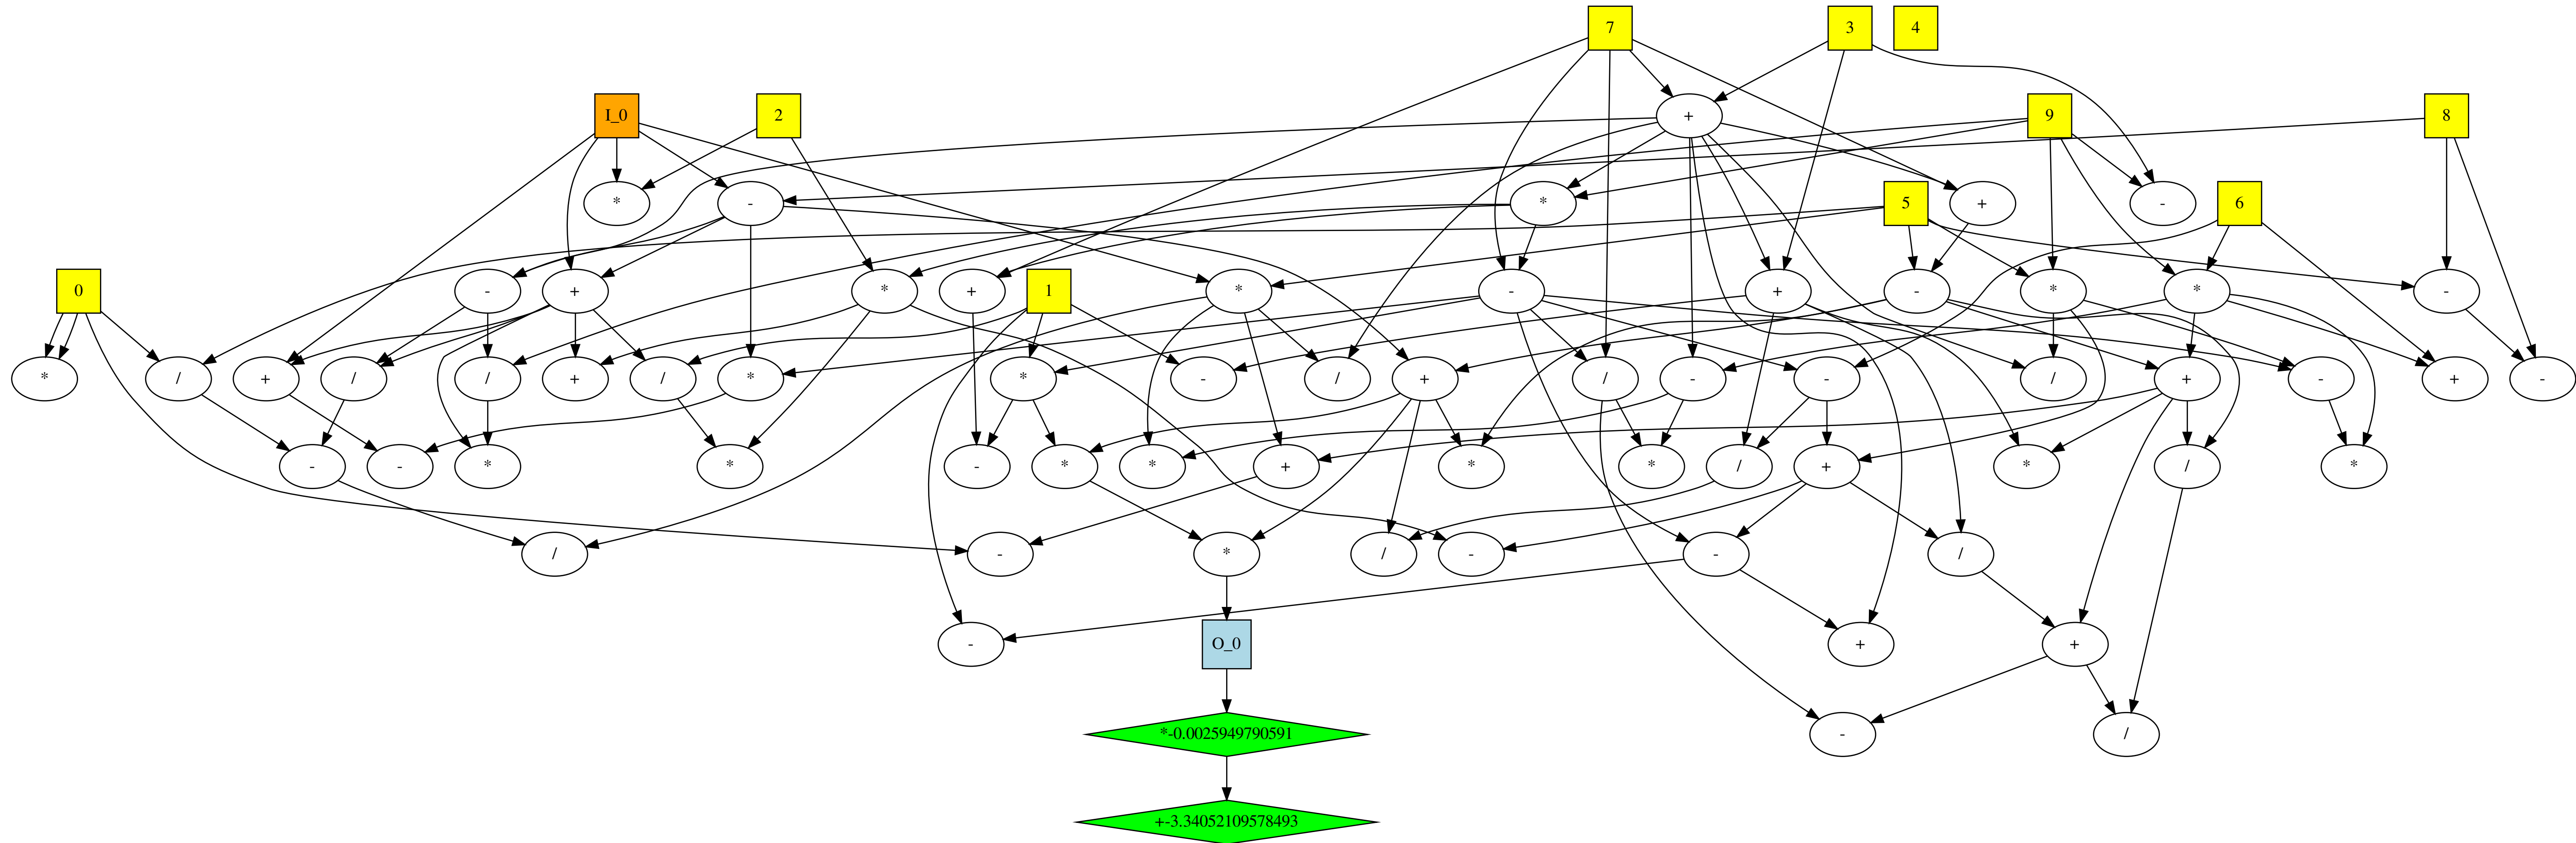 7 3 4
I_0 2 + 9 8
* - * 5 + - 6
0 - + * + 1 * - + - * * -
* / + / / + / * * - / + / - - / + - + -
- - * * - * * + * * / + * / *
/ - * / - - /
- O_0 + +
*-0.0025949790591 - /
+-3.34052109578493